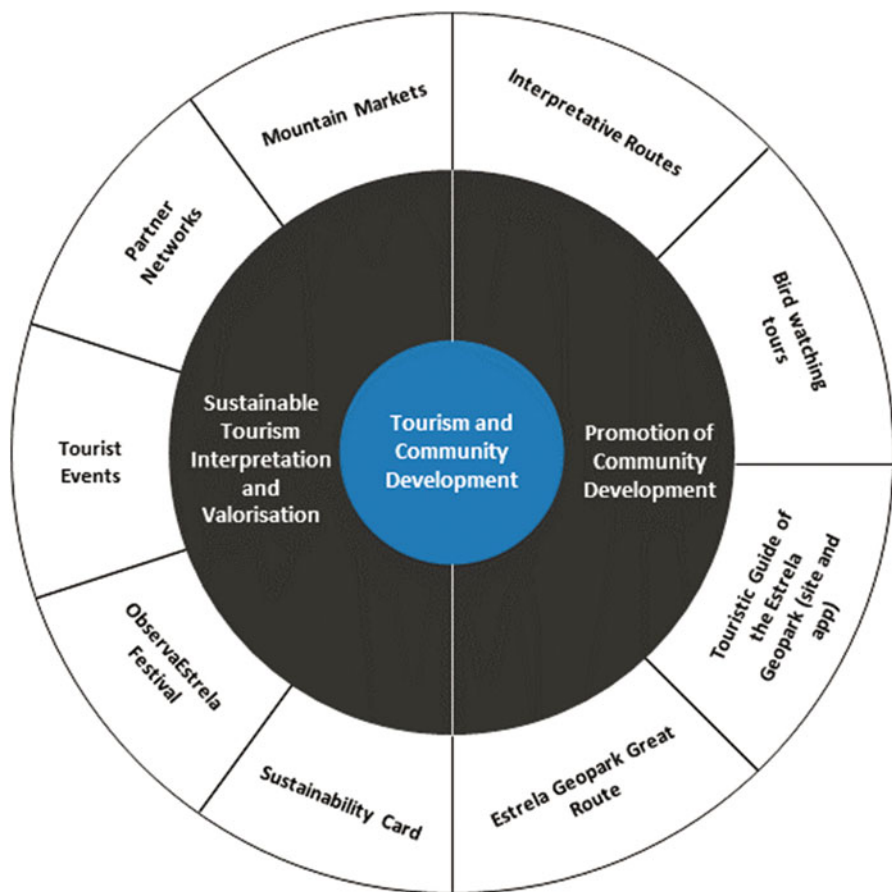 Mountain Markets
Interpretative Routes
Partner
Networks
Bird watching
tours
Tourist
Events
Sustainable
Tourism
Interpretation
and
Valorisation
Tourism and
Community
Development
Promotion of
Community
Development
Touristic Guide of
the Estrela
Geopark (site and
app)
ObservaEstrela
Festival
Sustainability Card
Estrela Geopark Great
Route